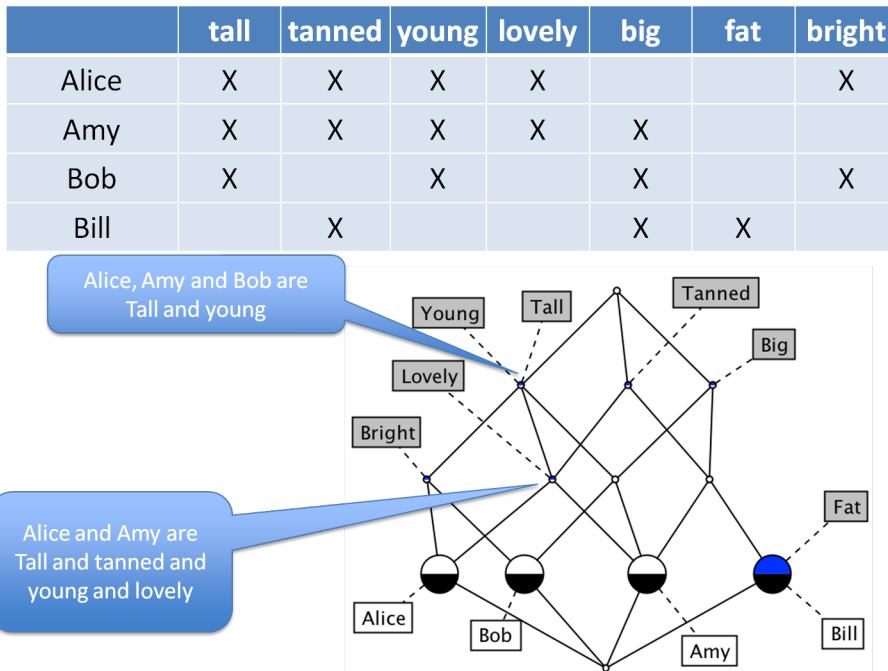 tall tanned young lovely big fat bright
Alice X X X X X
Amy X X X X X
Bob X X X X
Bill X X X
Alice, Amy and Bob are
Tall and young
Young
Tall
Tanned
Big
Lovely
Bright
Alice and Amy are
Tall and tanned and
young and lovely
Fat
Alice
Bob
Amy
Bill